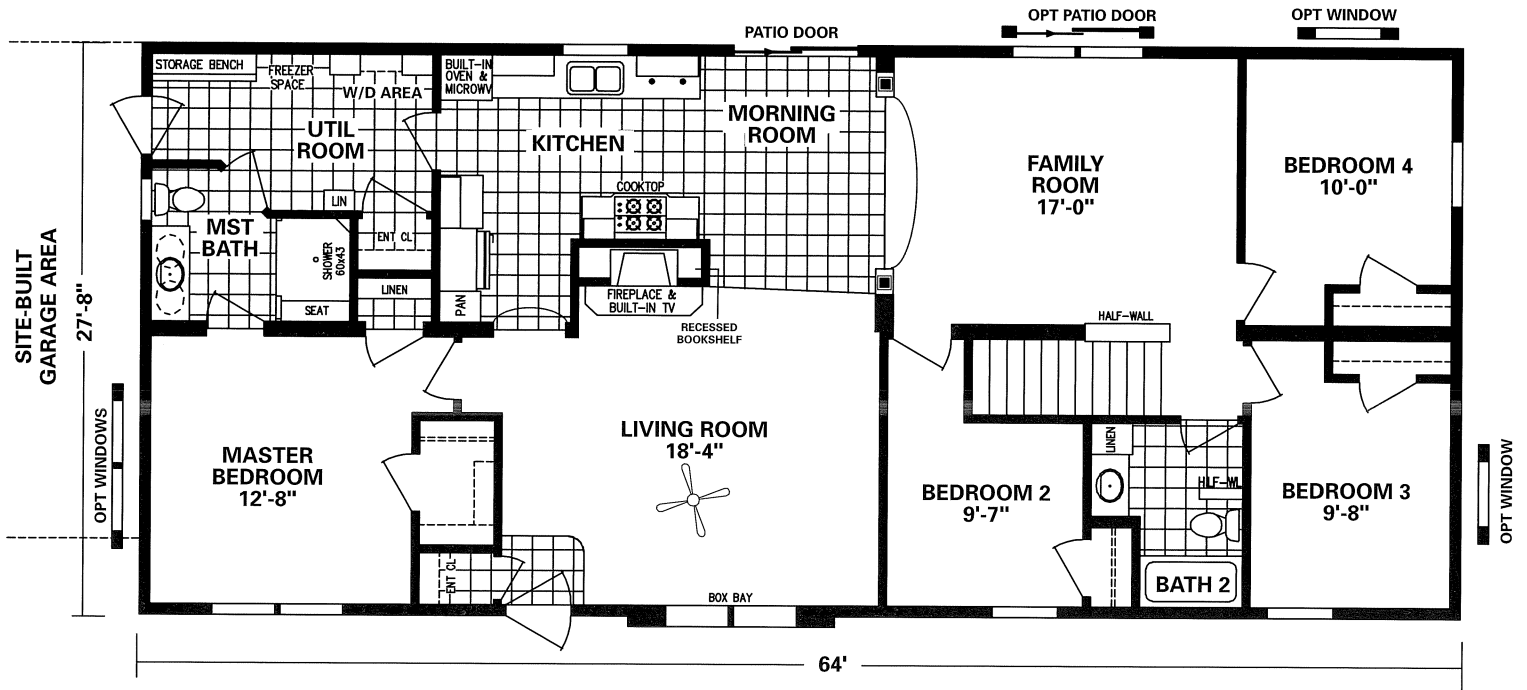 PATIO DOOR
OPT PATIO DOOR
OPT WINDOW
STORAGE BENCH
FREEZER
SPACE
W/D AREA
UTIL
ROOM
LIN
BUILT-IN
OVEN &
MICROWV
KITCHEN
MORNING
ROOM
COOKTOP
FAMILY
ROOM
17'-0"
BEDROOM 4
10'-0"
MST
BATH
SHOWER
60x43
SEAT
ENT CL
LINEN
PAN
FIREPLACE &
BUILT-IN TV
RECESSED
BOOKSHELF
HALF-WALL
SITE-BUILT
GARAGE AREA
27'-8"
OPT WINDOWS
MASTER
BEDROOM
12'-8"
LIVING ROOM
18'-4"
ENT CL
BOX BAY
BEDROOM 2
9'-7"
LINEN
HLF-WL
BATH 2
BEDROOM 3
9'-8"
OPT WINDOW
64'